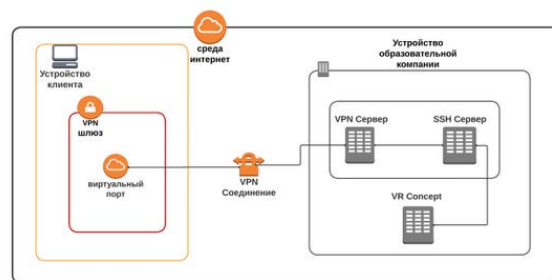 среда
интернет
Устройство
клиента
VPN
шлюз
виртуальный
порт
VPN
Соединение
Устройство
образовательной
компании
VPN Сервер
SSH Сервер
VR Concept